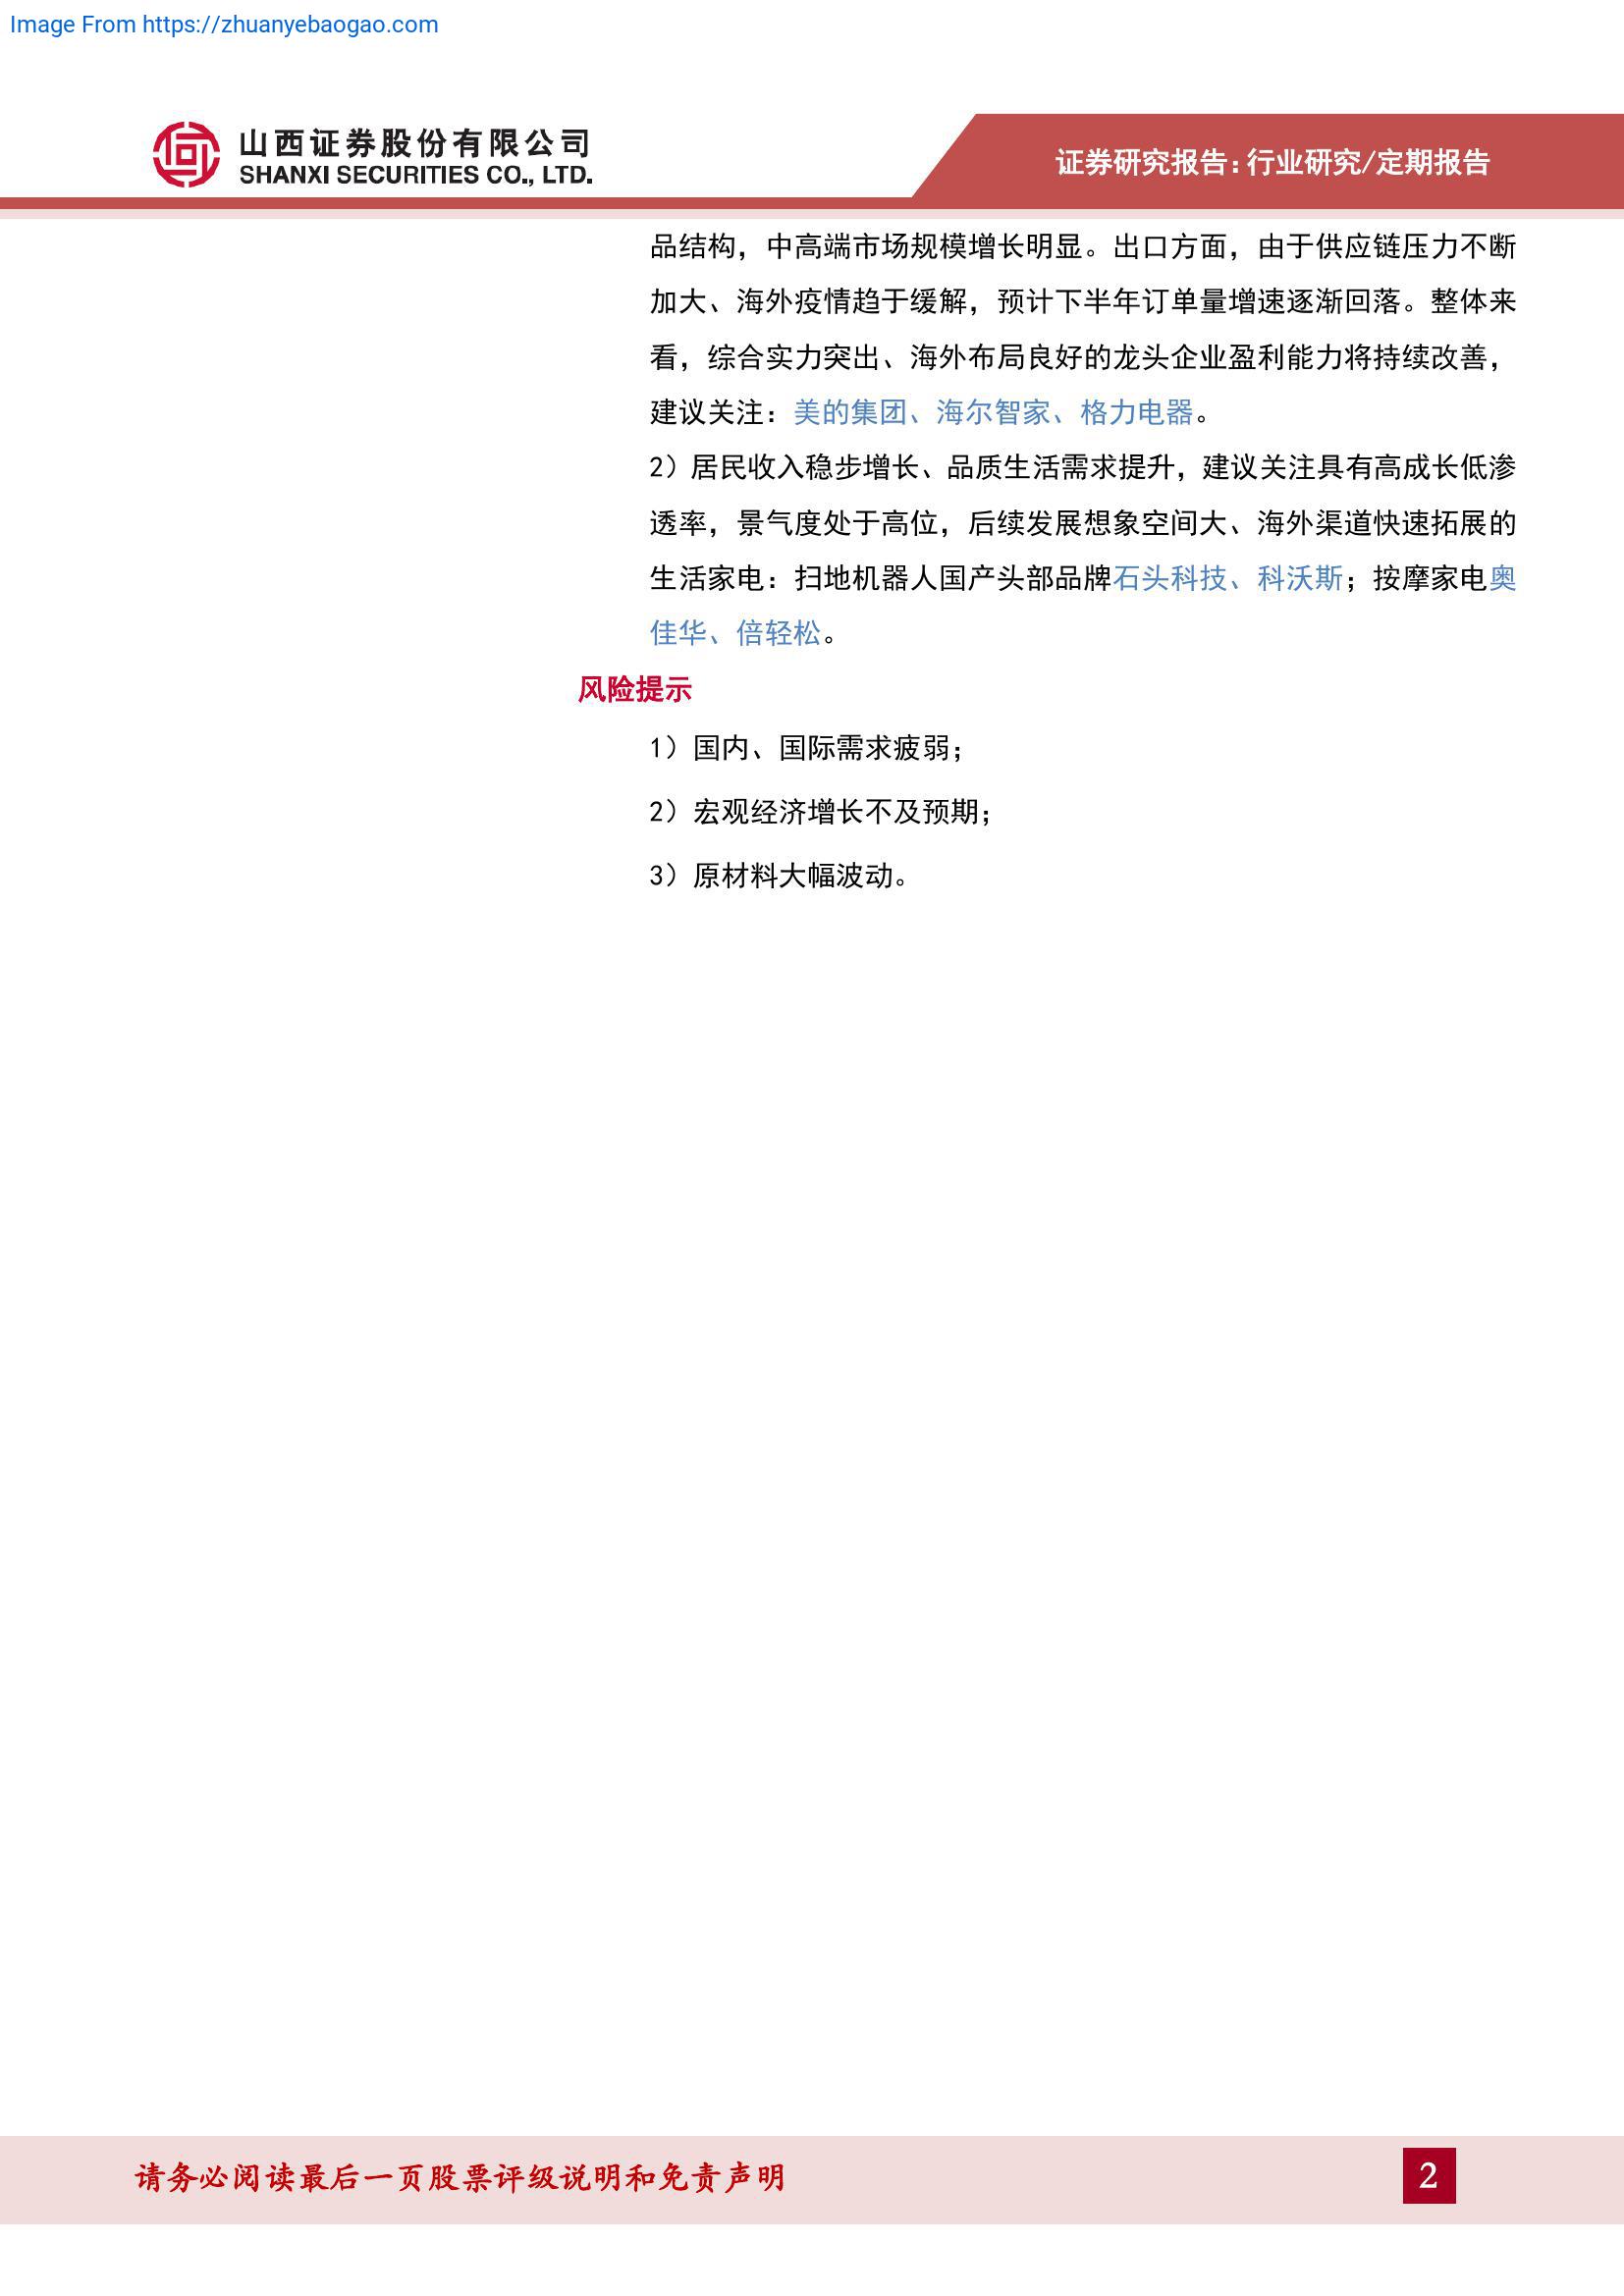 Image From https://zhuanyebaogao.com
山西证券股份有限公司
SHANXI SECURITIES CO., LTD.
证券研究报告:行业研究/定期报告
品结构，中高端市场规模增长明显。出口方面，由于供应链压力不断
加大、海外疫情趋于缓解，预计下半年订单量增速逐渐回落。整体来
看，综合实力突出、海外布局良好的龙头企业盈利能力将持续改善，
建议关注：美的集团、海尔智家、格力电器。
2）居民收入稳步增长、品质生活需求提升，建议关注具有高成长低渗
透率，景气度处于高位，后续发展想象空间大、海外渠道快速拓展的
生活家电：扫地机器人国产头部品牌石头科技、科沃斯；按摩家电奥
佳华、倍轻松。
风险提示
1）国内、国际需求疲弱；
2）宏观经济增长不及预期；
3）原材料大幅波动。
请务必阅读最后一页股票评级说明和免责声明
2